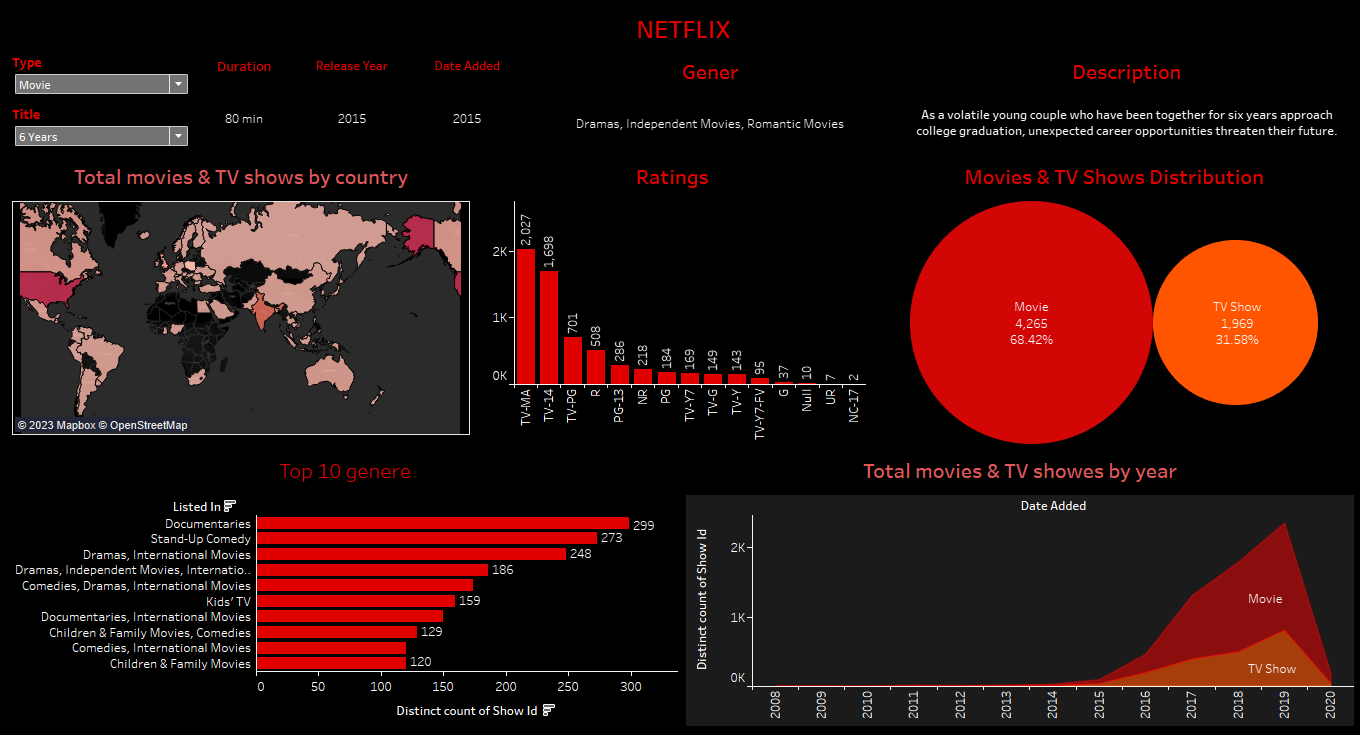 NETFLIX
Type
Movie
Title
6 Years
Duration
80 min
Release Year
2015
Date Added
2015
Gener
Dramas, Independent Movies, Romantic Movies
Description
As a volatile young couple who have been together for six years approach
college graduation, unexpected career opportunities threaten their future.
Total movies & TV shows by country
© 2023 Mapbox © OpenStreetMap
Ratings
2K
1K
0K
2,027
1,698
701
508
286
218
184
169
149
143
95
37
10
7
2
TV-MA
TV-14
TV-PG
R
PG-13
NR
PG
TV-Y7
TV-G
TV-Y
TV-Y7-FV
G
Null
UR
NC-17
Movies & TV Shows Distribution
Movie
4,265
68.42%
TV Show
1,969
31.58%
Top 10 genere
Listed In
Documentaries 299
Stand-Up Comedy 273
Dramas, International Movies 248
Dramas, Independent Movies, Internatio.. 186
Comedies, Dramas, International Movies
Kids' TV 159
Documentaries, International Movies
Children & Family Movies, Comedies 129
Comedies, International Movies
Children & Family Movies 120
0 50 100 150 200 250 300
Distinct count of Show Id
Total movies & TV showes by year
Date Added
Distinct count of Show Id
2K
1K
0K
Movie
TV Show
2008 2009 2010 2011 2012 2013 2014 2015 2016 2017 2018 2019 2020